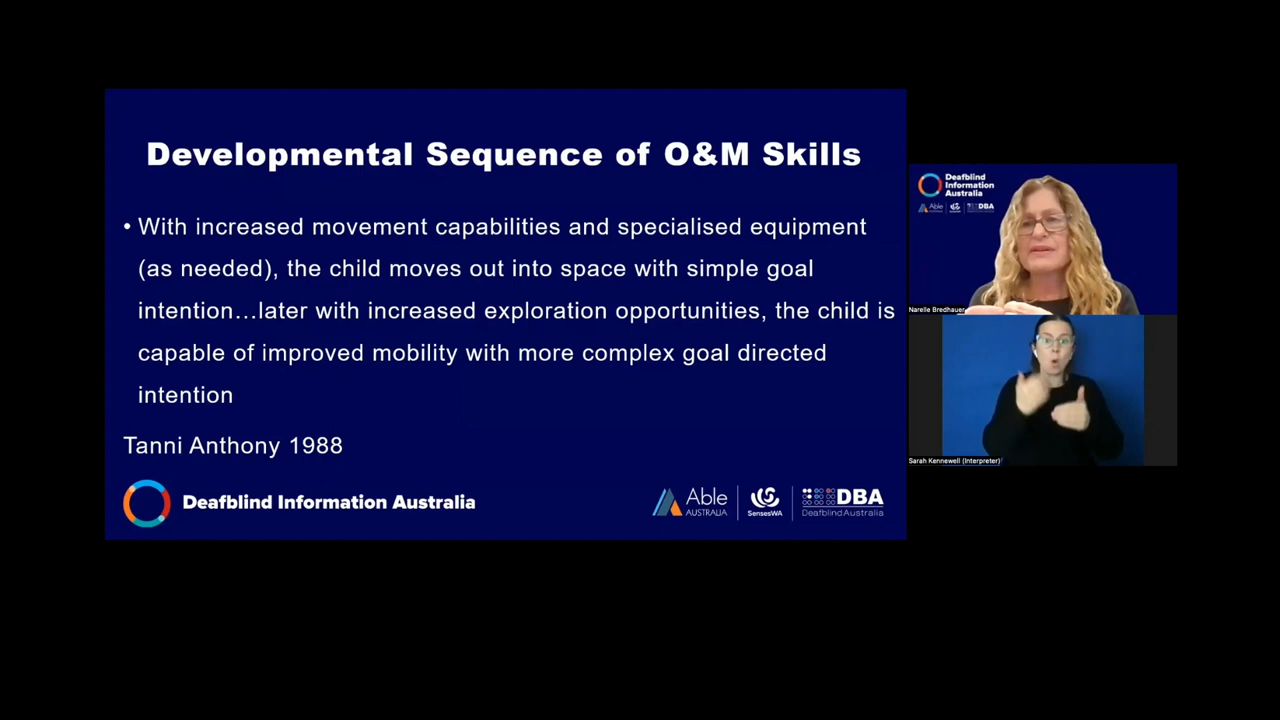 Developmental Sequence of O&M Skills
• With increased movement capabilities and specialised equipment
(as needed), the child moves out into space with simple goal
intention...later with increased exploration opportunities, the child is
capable of improved mobility with more complex goal directed
intention
Tanni Anthony 1988
Deafblind Information Australia
Able
AUSTRALIA
SensesWA
DBA
Deafblind Australia
Deafblind
Information
Australia
Able
DBA
Narelle Bredhauer
Sarah Kennewell (Interpreter)